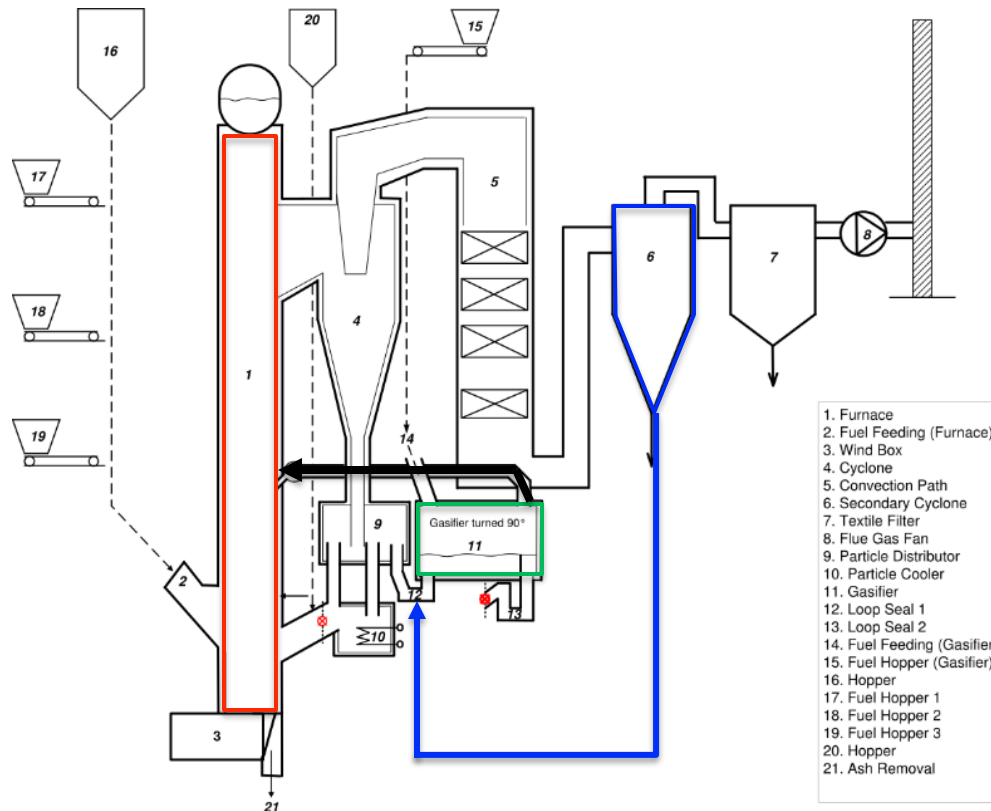 16
20
15
17
5
6
7
8
18
4
1
19
14
9
Gasifier turned 90°
11
2
12
13
10
3
21
1. Furnace
2. Fuel Feeding (Furnace)
3. Wind Box
4. Cyclone
5. Convection Path
6. Secondary Cyclone
7. Textile Filter
8. Flue Gas Fan
9. Particle Distributor
10. Particle Cooler
11. Gasifier
12. Loop Seal 1
13. Loop Seal 2
14. Fuel Feeding (Gasifier
15. Fuel Hopper (Gasifier)
16. Hopper
17. Fuel Hopper 1
18. Fuel Hopper 2
19. Fuel Hopper 3
20. Hopper
21. Ash Removal